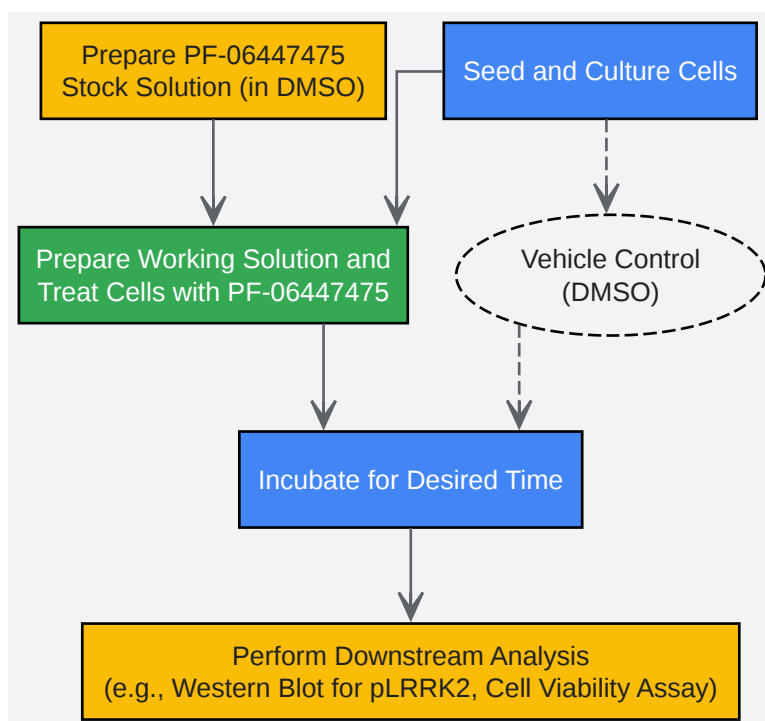 Prepare PF-06447475
Stock Solution (in DMSO)
Seed and Culture Cells
Prepare Working Solution and
Treat Cells with PF-06447475
Vehicle Control
(DMSO)
Incubate for Desired Time
Perform Downstream Analysis
(e.g., Western Blot for pLRRK2, Cell Viability Assay)